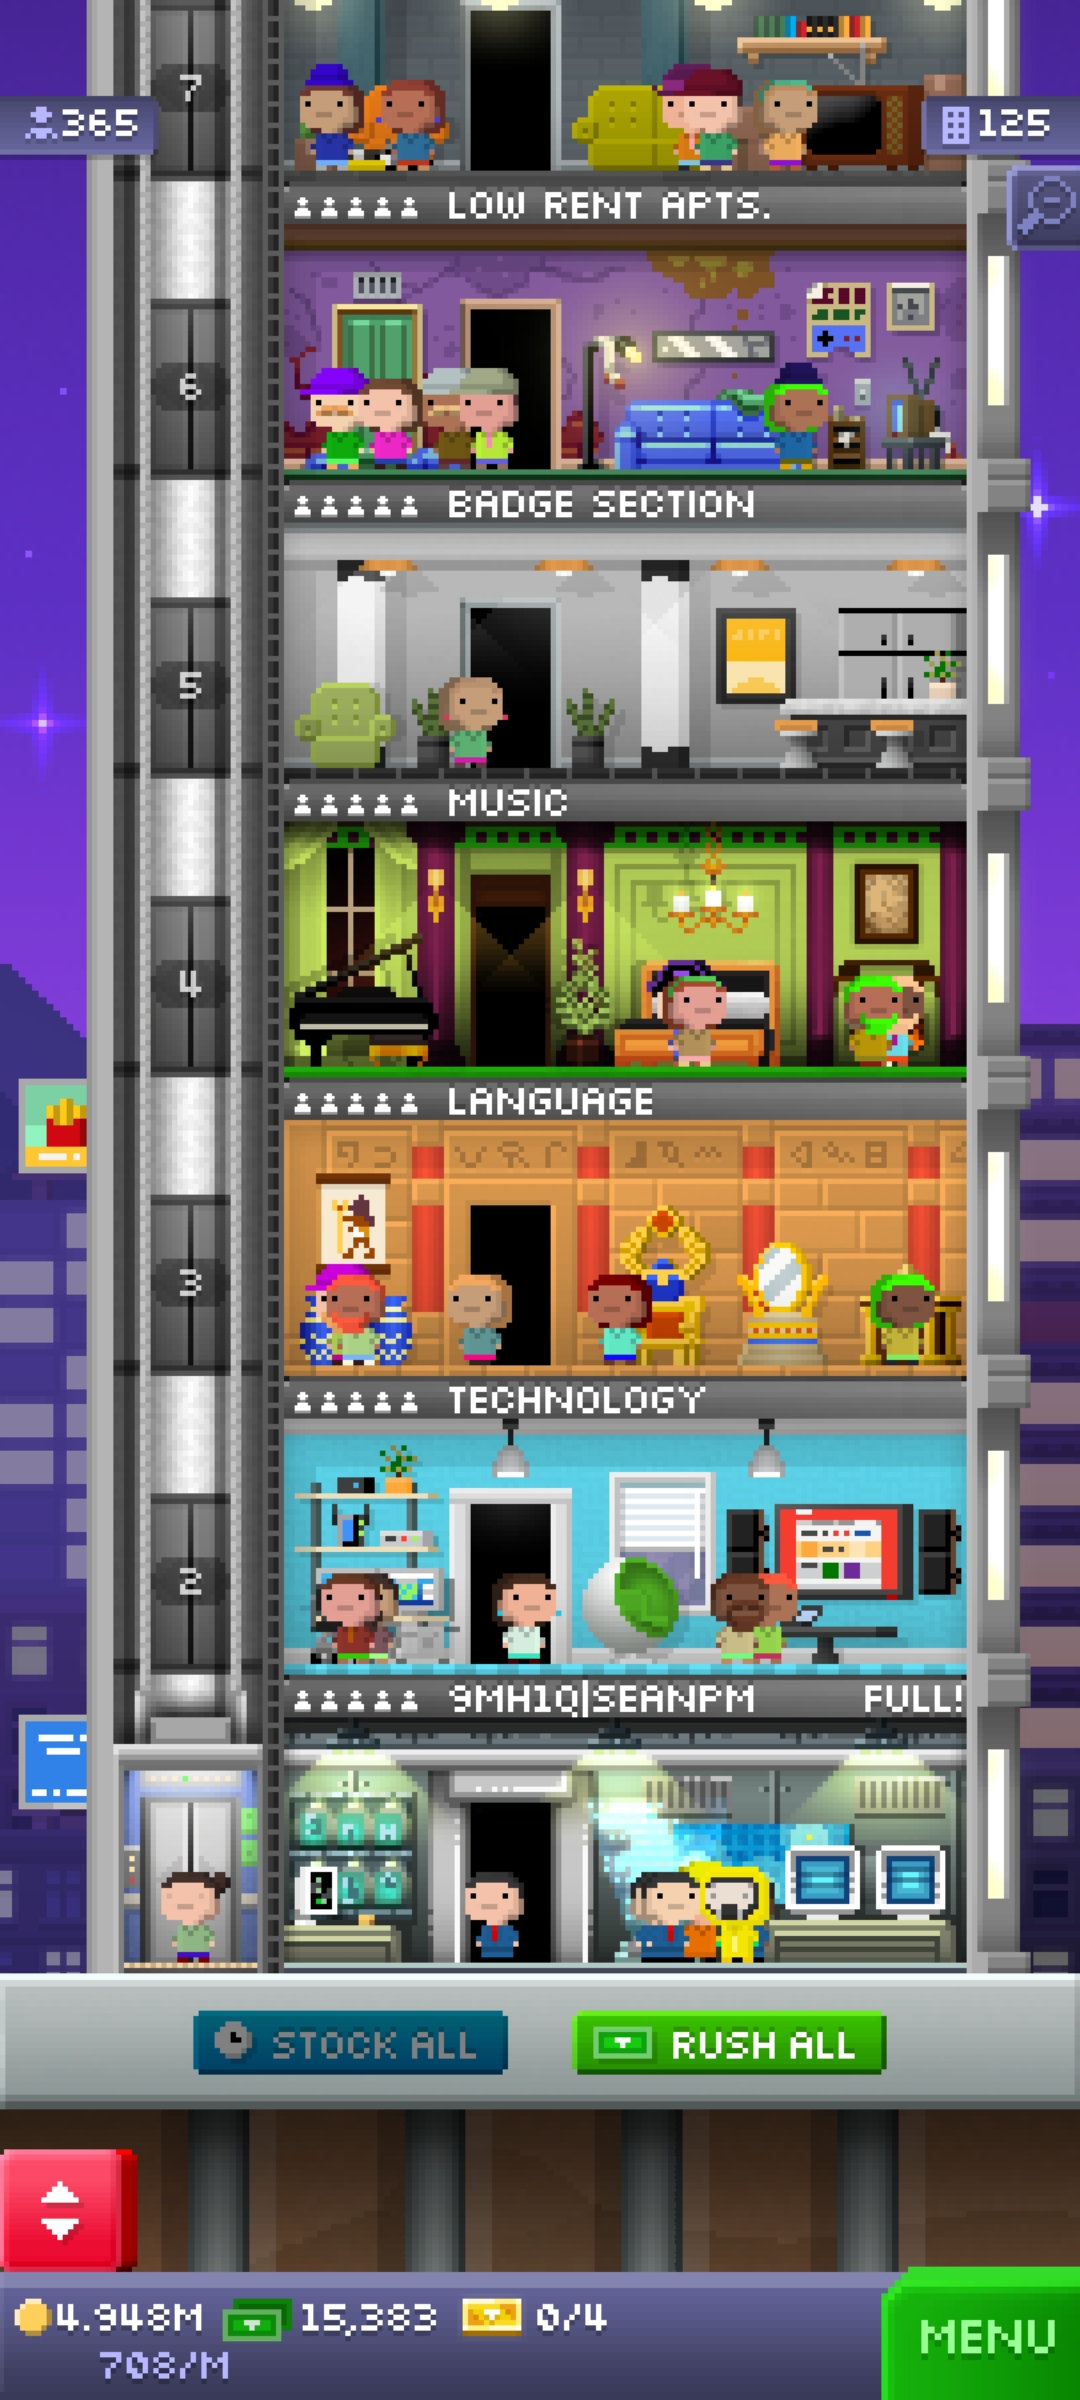 7
365
125
LOW RENT APTS.
6
BADGE SECTION
5
MUSIC
4
LANGUAGE
3
TECHNOLOGY
2
9MH1Q|SEANPM FULL!
STOCK ALL
RUSH ALL
4.948M 15,383 0/4
708/M
MENU